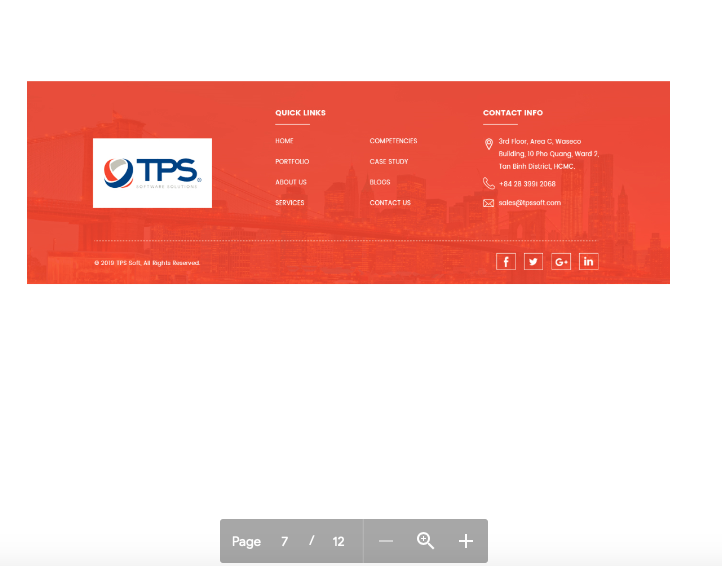 TPS®
SOFTWARE SOLUTIONS
QUICK LINKS
HOME
PORTFOLIO
ABOUT US
SERVICES
COMPETENCIES
CASE STUDY
BLOGS
CONTACT US
CONTACT INFO
3rd Floor, Area C, Waseco
Building, 10 Pho Quang, Ward 2,
Tan Binh District, HCMC.
+84 28 3991 2068
sales@tpssoft.com
© 2019 TPS Soft, All Rights Reserved.
f
G+
in
Page 7 / 12